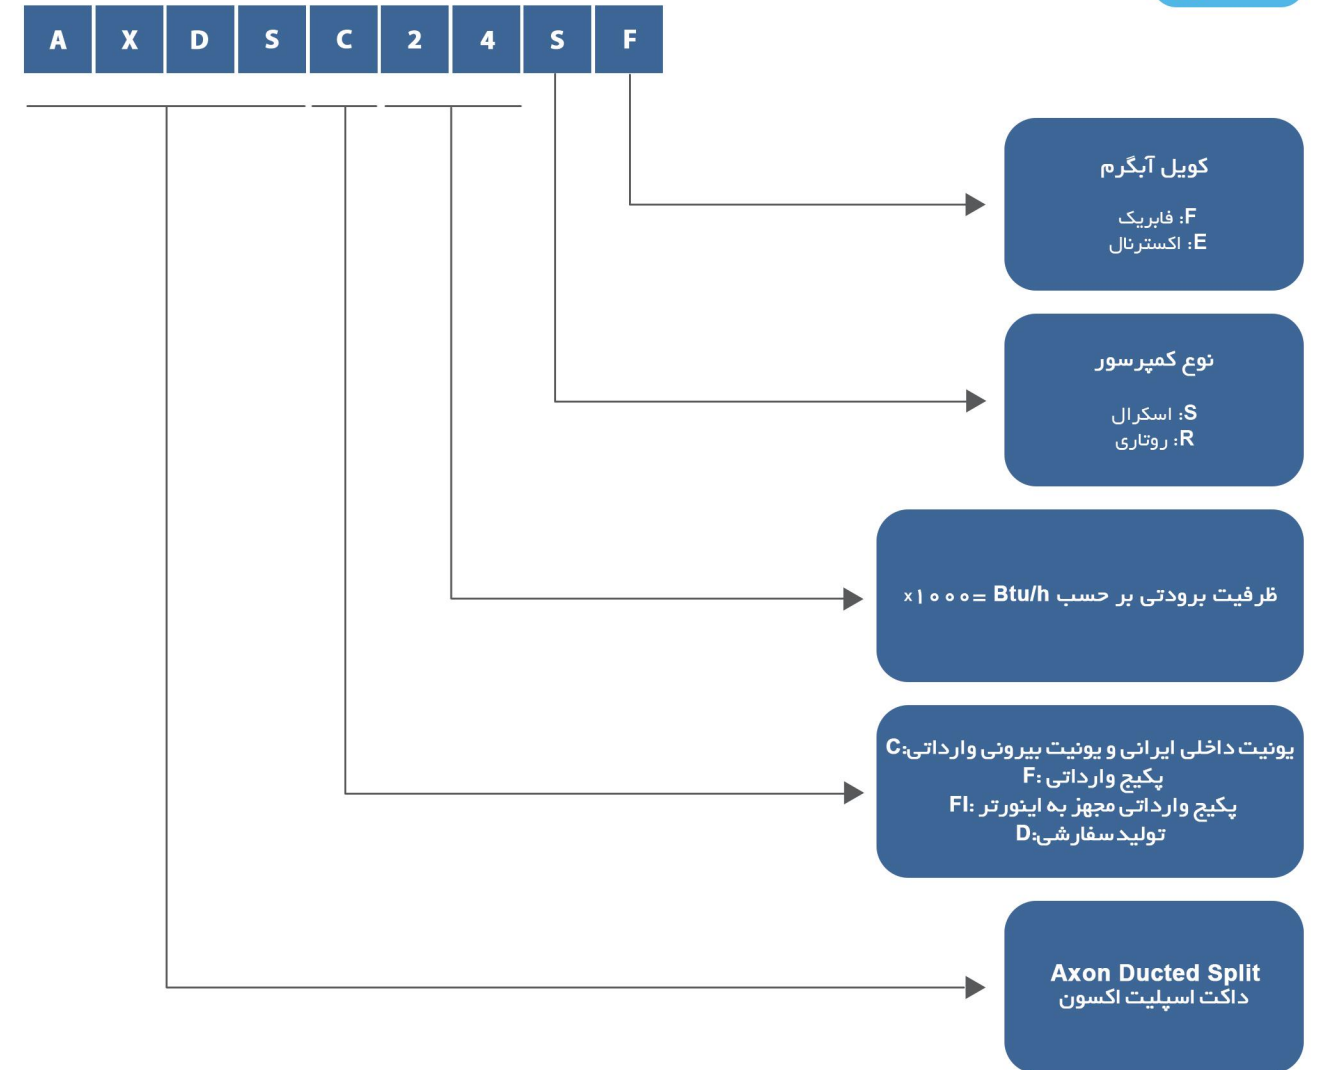 A X D S C 2 4 S F
کویل آبگرم
F: فابریک
E: اکسترنال
نوع کمپرسور
S: اسکرال
R: روتاری
ظرفیت برودتی بر حسب Btu/h =۱۰۰۰x
یونیت داخلی ایرانی و یونیت بیرونی وارداتی:C
پکیج وارداتی :F
پکیج وارداتی مجهز به اینورتر :FI
تولید سفارشی:D
Axon Ducted Split
داکت اسپلیت اکسون